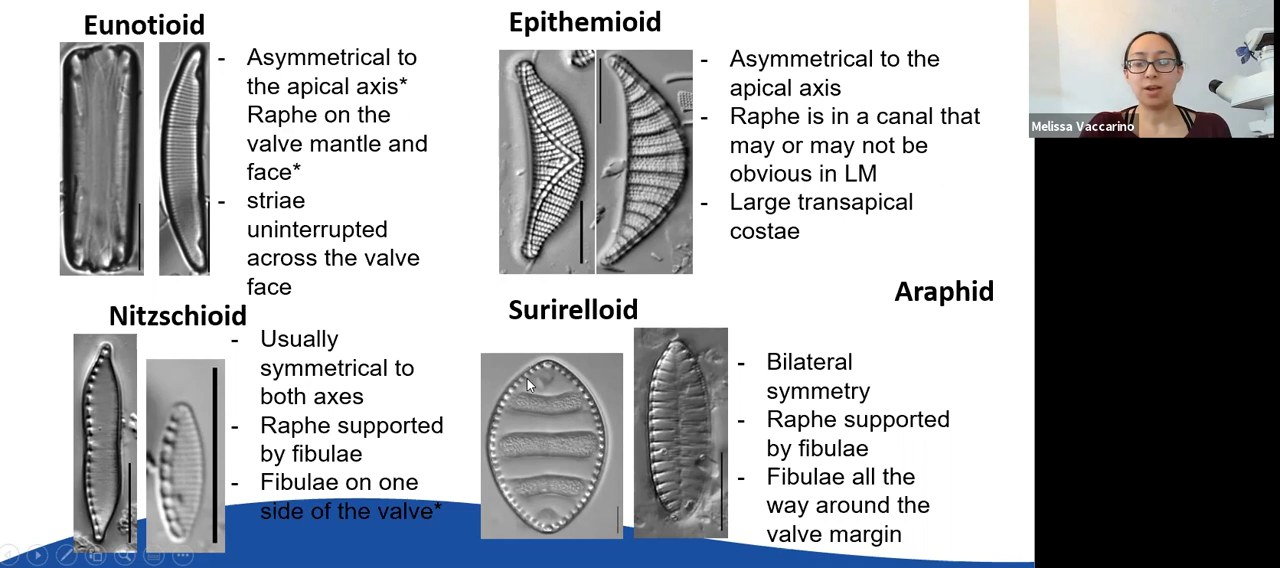 Eunotioid
- Asymmetrical to
the apical axis*
Raphe on the
valve mantle and
face*
- striae
uninterrupted
across the valve
face
Epithemioid
- Asymmetrical to the
apical axis
- Raphe is in a canal that
may or may not be
obvious in LM
- Large transapical
costae
Nitzschioid
- Usually
symmetrical to
both axes
- Raphe supported
by fibulae
- Fibulae on one
side of the valve*
Surirelloid
- Bilateral
symmetry
- Raphe supported
by fibulae
- Fibulae all the
way around the
valve margin
Araphid
Melissa Vaccarino